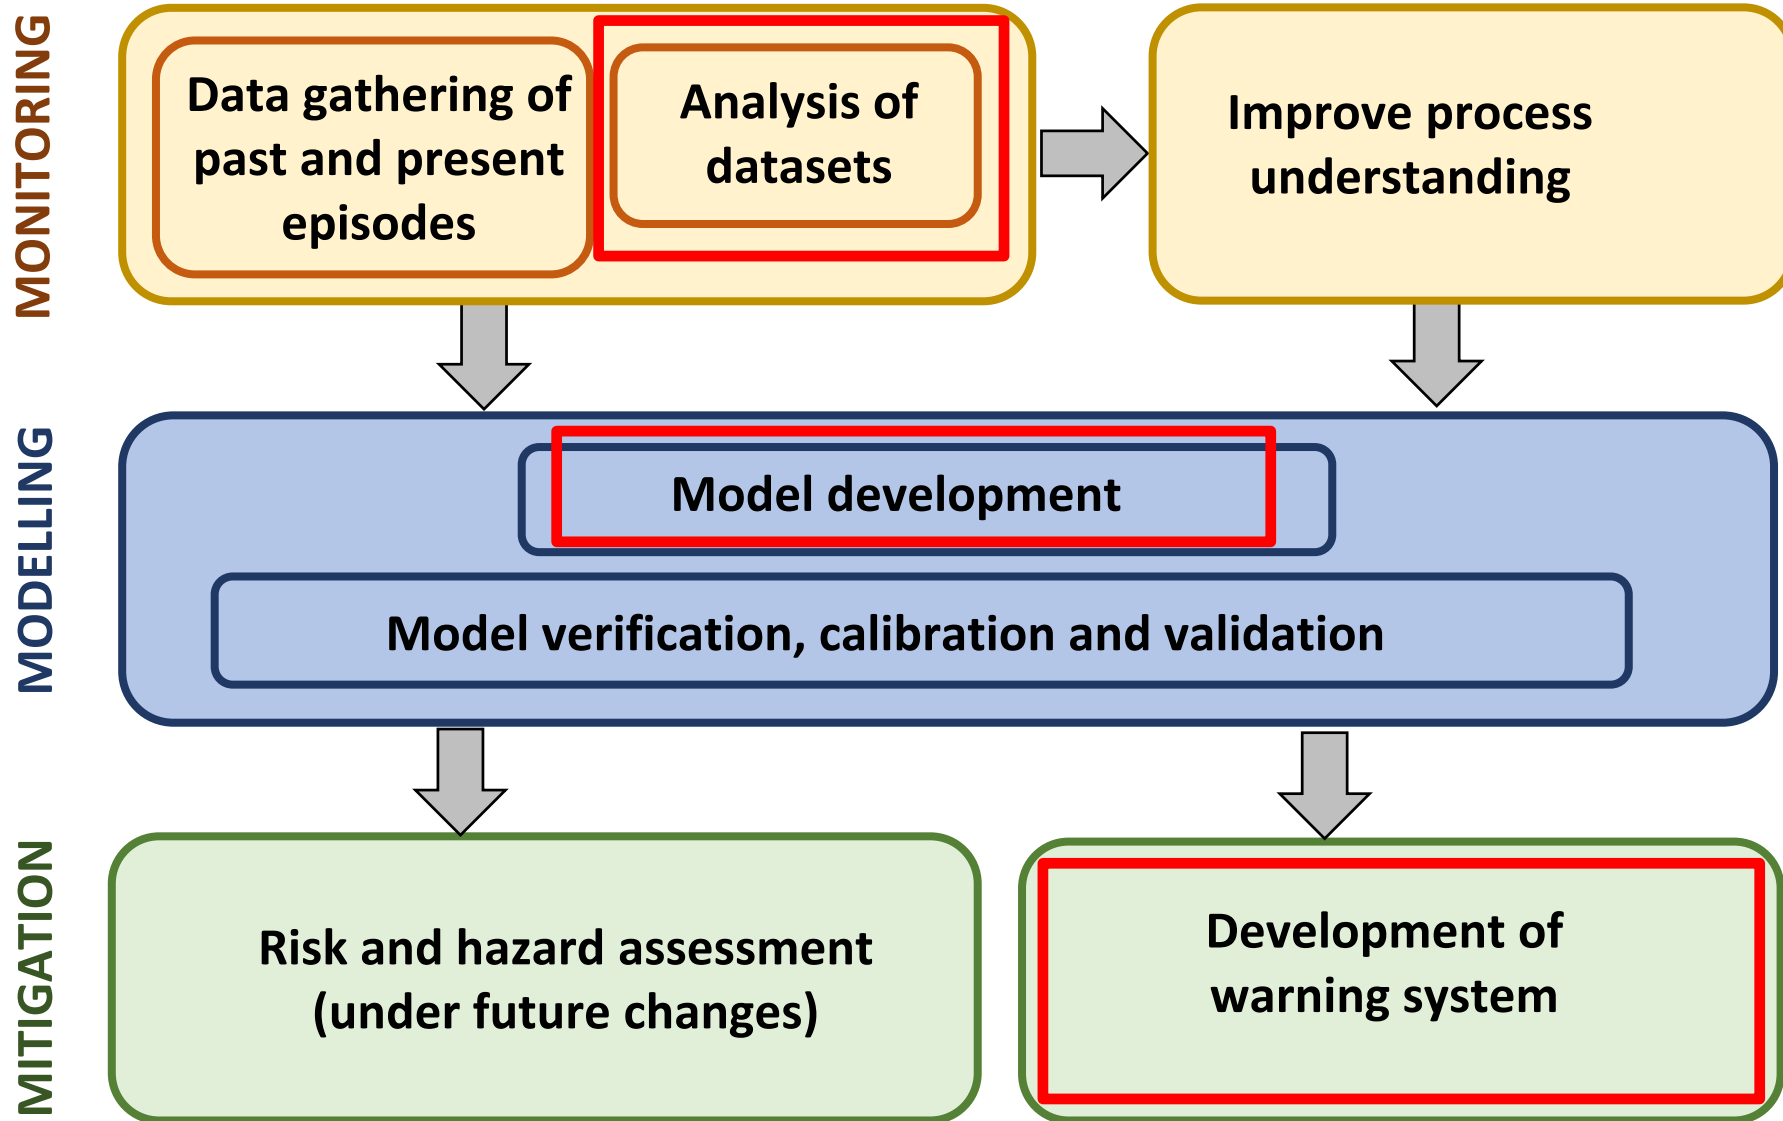 MONITORING
Data gathering of
past and present
episodes
Analysis of
datasets
Improve process
understanding
MODELLING
Model development
Model verification, calibration and validation
MITIGATION
Risk and hazard assessment
(under future changes)
Development of
warning system